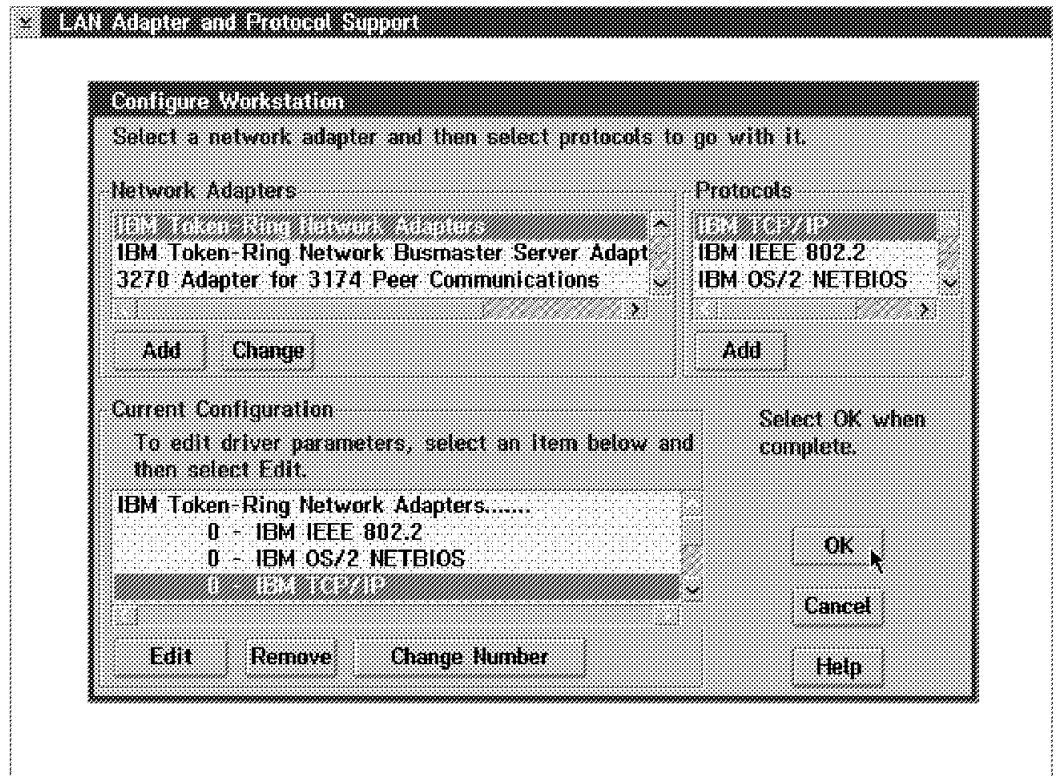 LAN Adapter and Protocol Support
Configure Workstation
Select a network adapter and then select protocols to go with it.
Network Adapters
IBM Token-Ring Network Adapters
IBM Token-Ring Network Busmaster Server Adapt
3270 Adapter for 3174 Peer Communications
Add Change
Protocols
IBM TCP/IP
IBM IEEE 802.2
IBM OS/2 NETBIOS
Add
Current Configuration
To edit driver parameters, select an item below and
then select Edit.
IBM Token-Ring Network Adapters.......
0 - IBM IEEE 802.2
0 - IBM OS/2 NETBIOS
0 - IBM TCP/IP
Edit Remove Change Number
Select OK when
complete.
OK
Cancel
Help